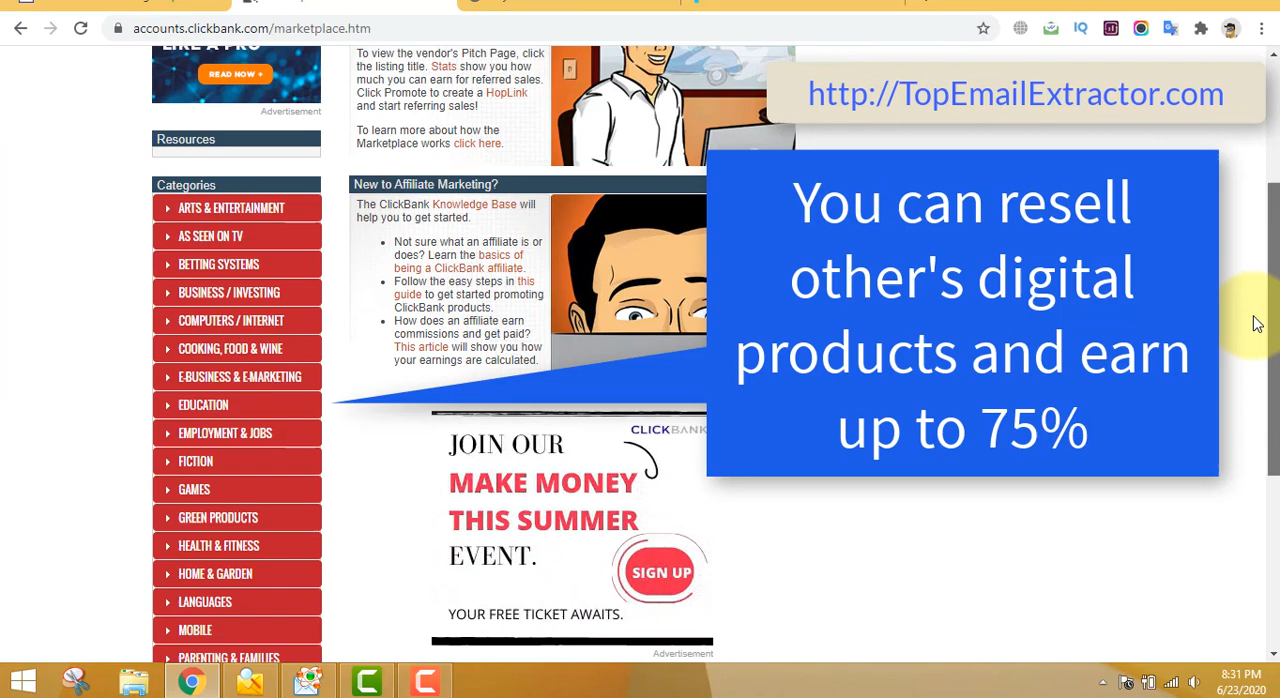 accounts.clickbank.com/marketplace.htm
LIKE A PRO
READ NOW
Advertisement
Resources
Categories
ARTS & ENTERTAINMENT
AS SEEN ON TV
BETTING SYSTEMS
BUSINESS / INVESTING
COMPUTERS / INTERNET
COOKING, FOOD & WINE
E-BUSINESS & E-MARKETING
EDUCATION
EMPLOYMENT & JOBS
FICTION
GAMES
GREEN PRODUCTS
HEALTH & FITNESS
HOME & GARDEN
LANGUAGES
MOBILE
PARENTING & FAMILIES
To view the vendor's Pitch Page, click
the listing title. Stats show you how
much you can earn for referred sales.
Click Promote to create a HopLink
and start referring sales!
To learn more about how the
Marketplace works click here.
New to Affiliate Marketing?
The ClickBank Knowledge Base will
help you to get started.
Not sure what an affiliate is or
does? Learn the basics of
being a ClickBank affiliate.
Follow the easy steps in this
guide to get started promoting
ClickBank products.
How does an affiliate earn
commissions and get paid?
This article will show you how
your earnings are calculated.
CLICKBANK
JOIN OUR
MAKE MONEY
THIS SUMMER
EVENT.
SIGN UP
YOUR FREE TICKET AWAITS.
Advertisement
http://TopEmailExtractor.com
You can resell
other's digital
products and earn
up to 75%
8:31 PM
6/23/2020